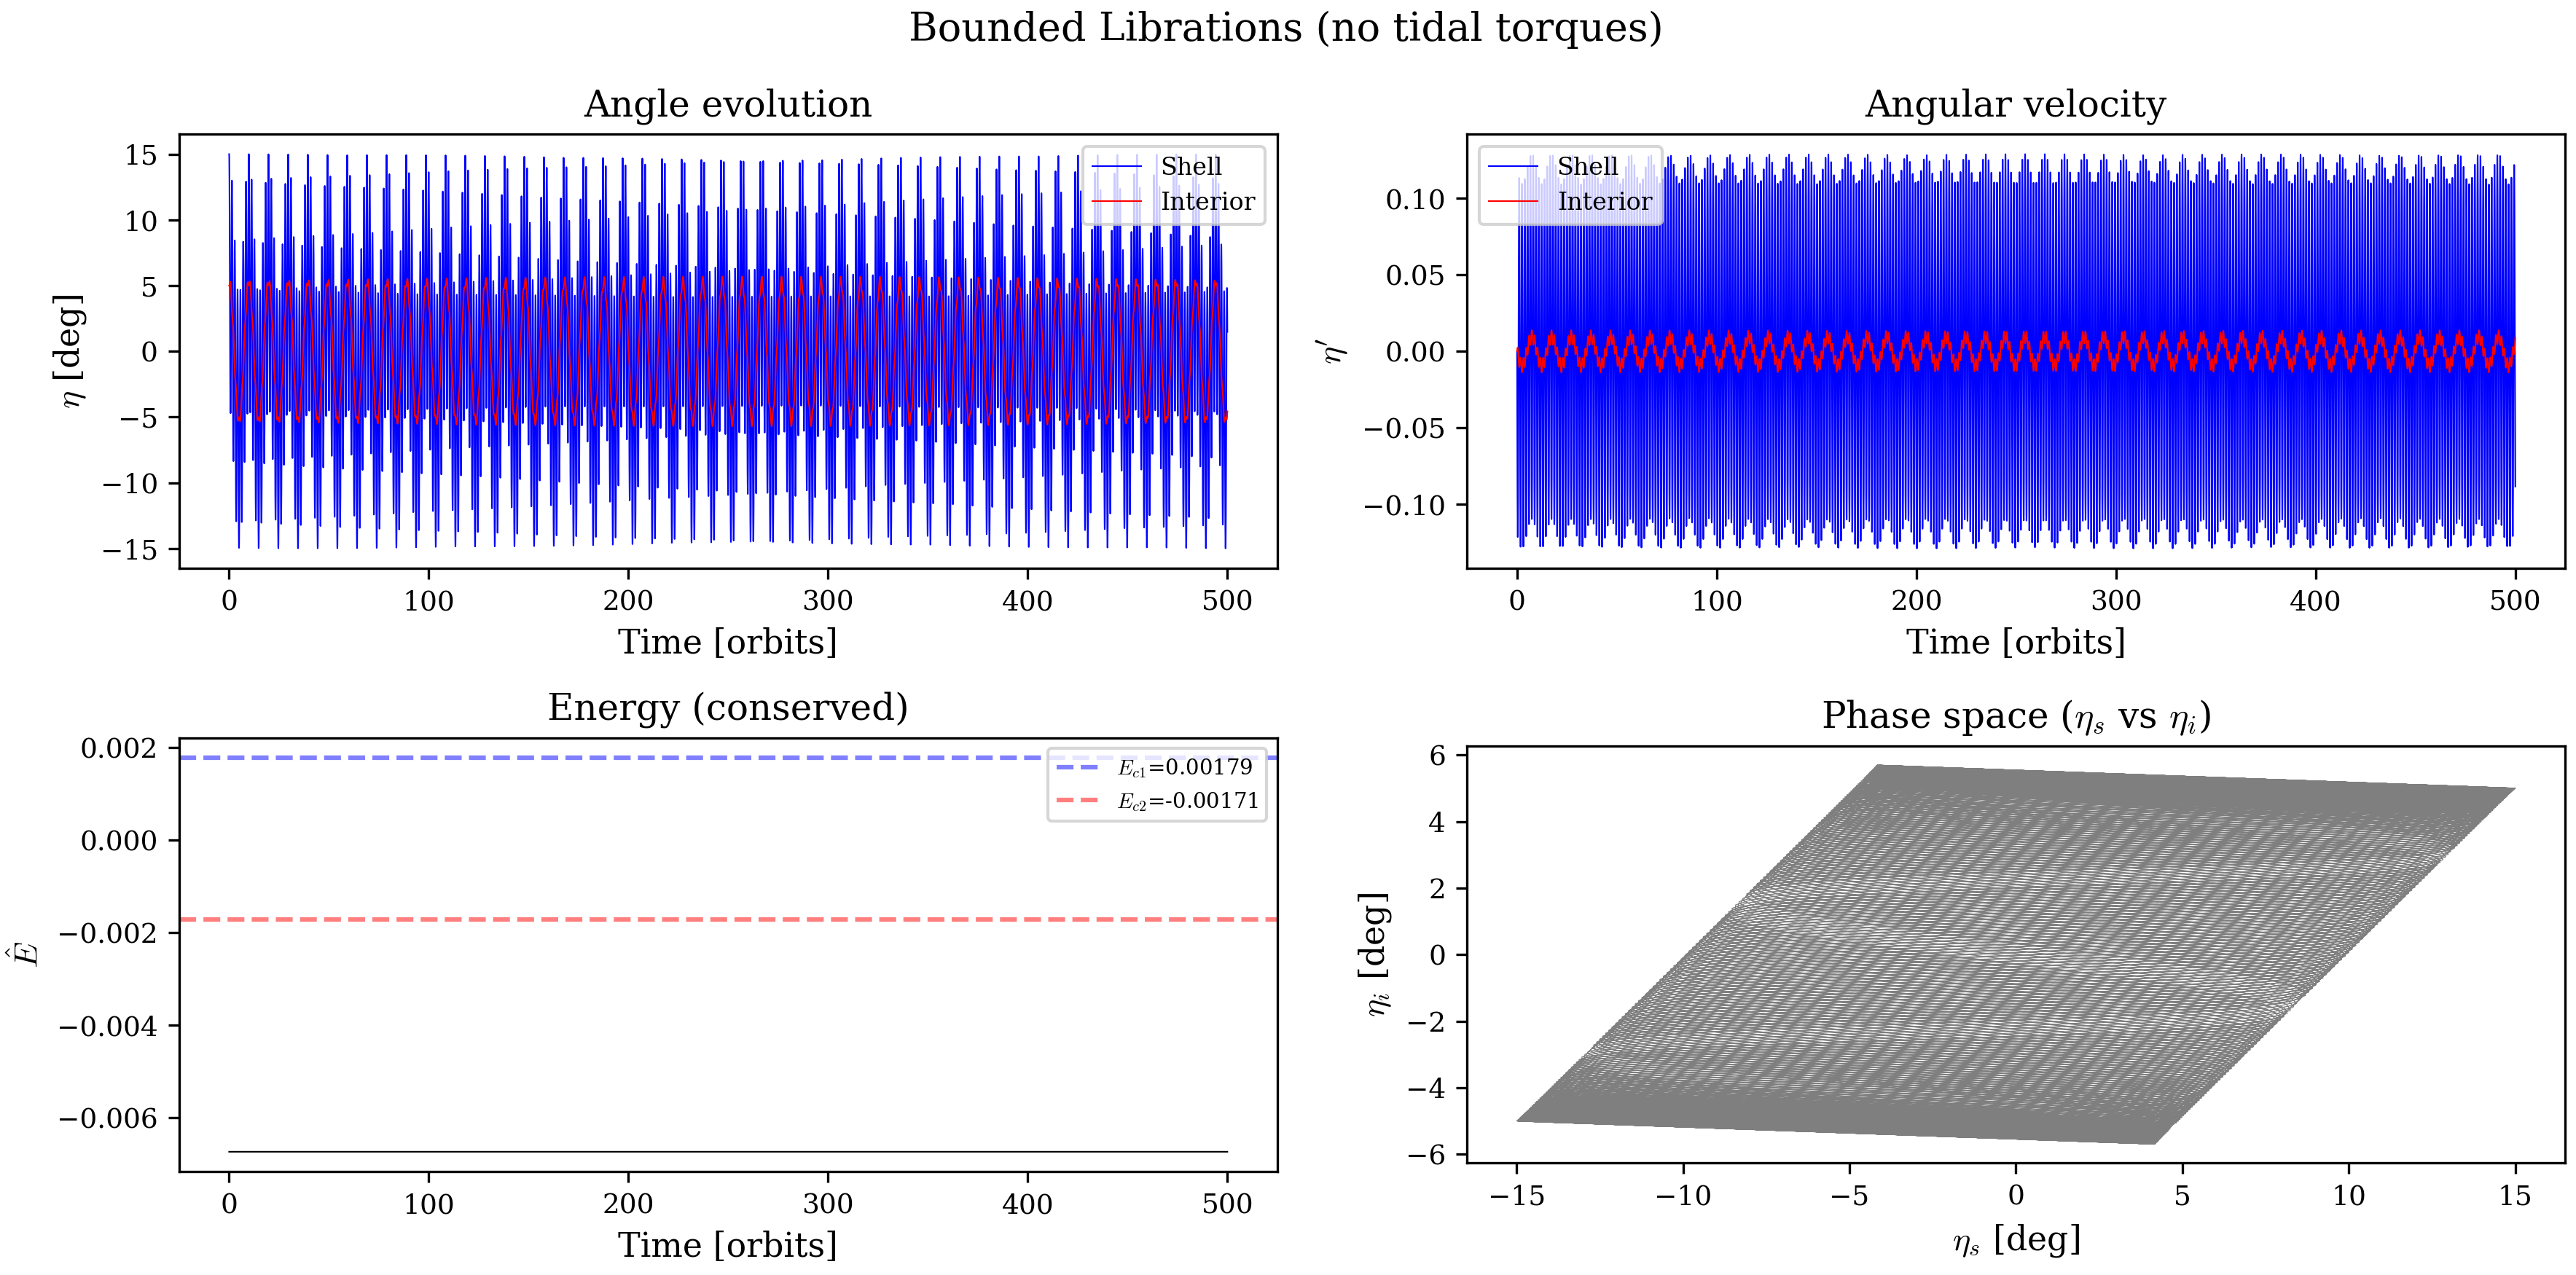 Bounded Librations (no tidal torques)
Angle evolution
15
10
5
0
−5
−10
−15
η [deg]
Shell
Interior
0 100 200 300 400 500
Time [orbits]
Angular velocity
0.10
0.05
0.00
−0.05
−0.10
η′
Shell
Interior
0 100 200 300 400 500
Time [orbits]
Energy (conserved)
0.002
0.000
−0.002
−0.004
−0.006
Ê
E_c1=0.00179
E_c2=-0.00171
0 100 200 300 400 500
Time [orbits]
Phase space (η_s vs η_i)
6
4
2
0
−2
−4
−6
η_i [deg]
−15 −10 −5 0 5 10 15
η_s [deg]